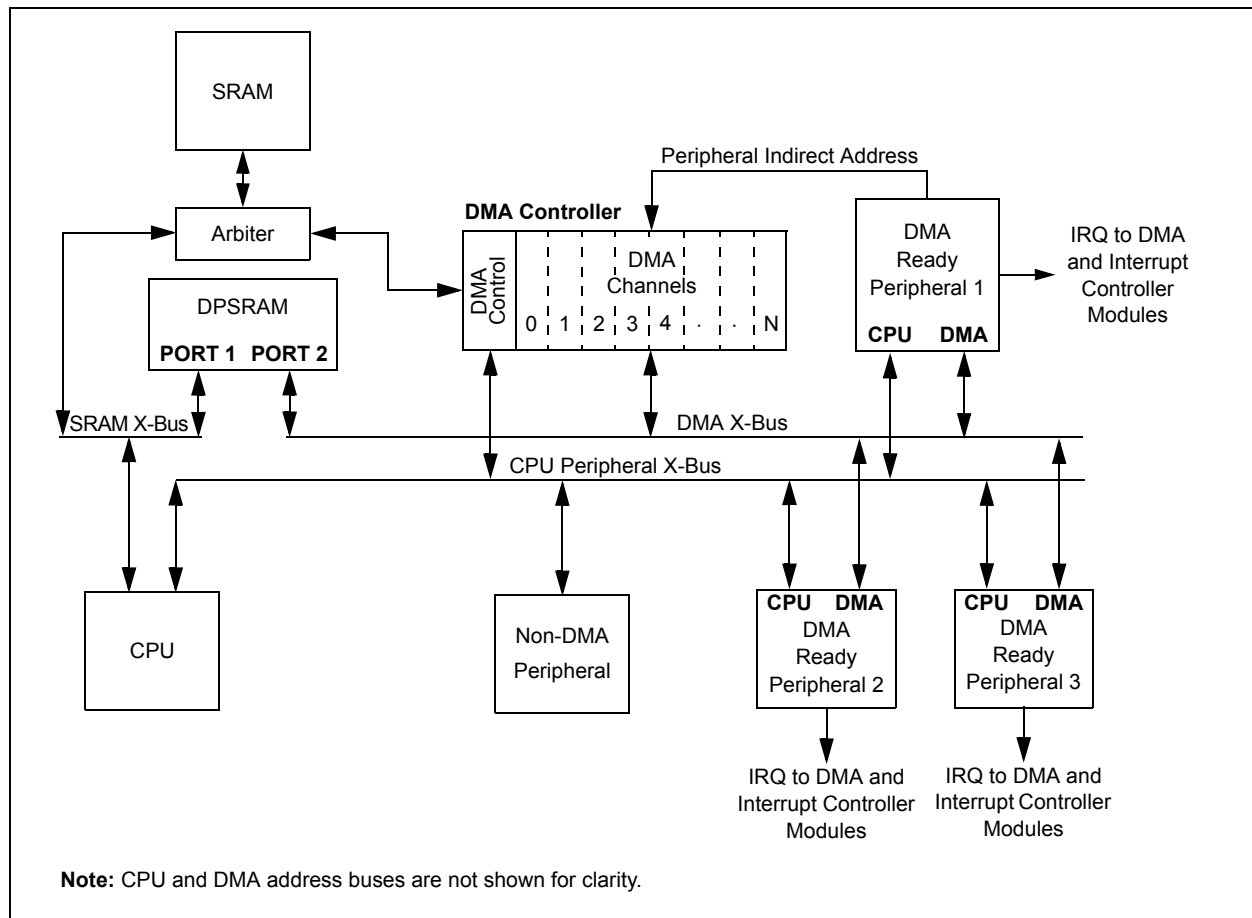 SRAM
Peripheral Indirect Address
DMA Controller
Arbiter
DMA Control
DMA
Channels
0 1 2 3 4 . . N
DMA
Ready
Peripheral 1
CPU DMA
IRQ to DMA
and Interrupt
Controller
Modules
DPSRAM
PORT 1 PORT 2
SRAM X-Bus
DMA X-Bus
CPU Peripheral X-Bus
CPU
Non-DMA
Peripheral
CPU DMA
DMA
Ready
Peripheral 2
CPU DMA
DMA
Ready
Peripheral 3
IRQ to DMA and
Interrupt Controller
Modules
IRQ to DMA and
Interrupt Controller
Modules
Note: CPU and DMA address buses are not shown for clarity.